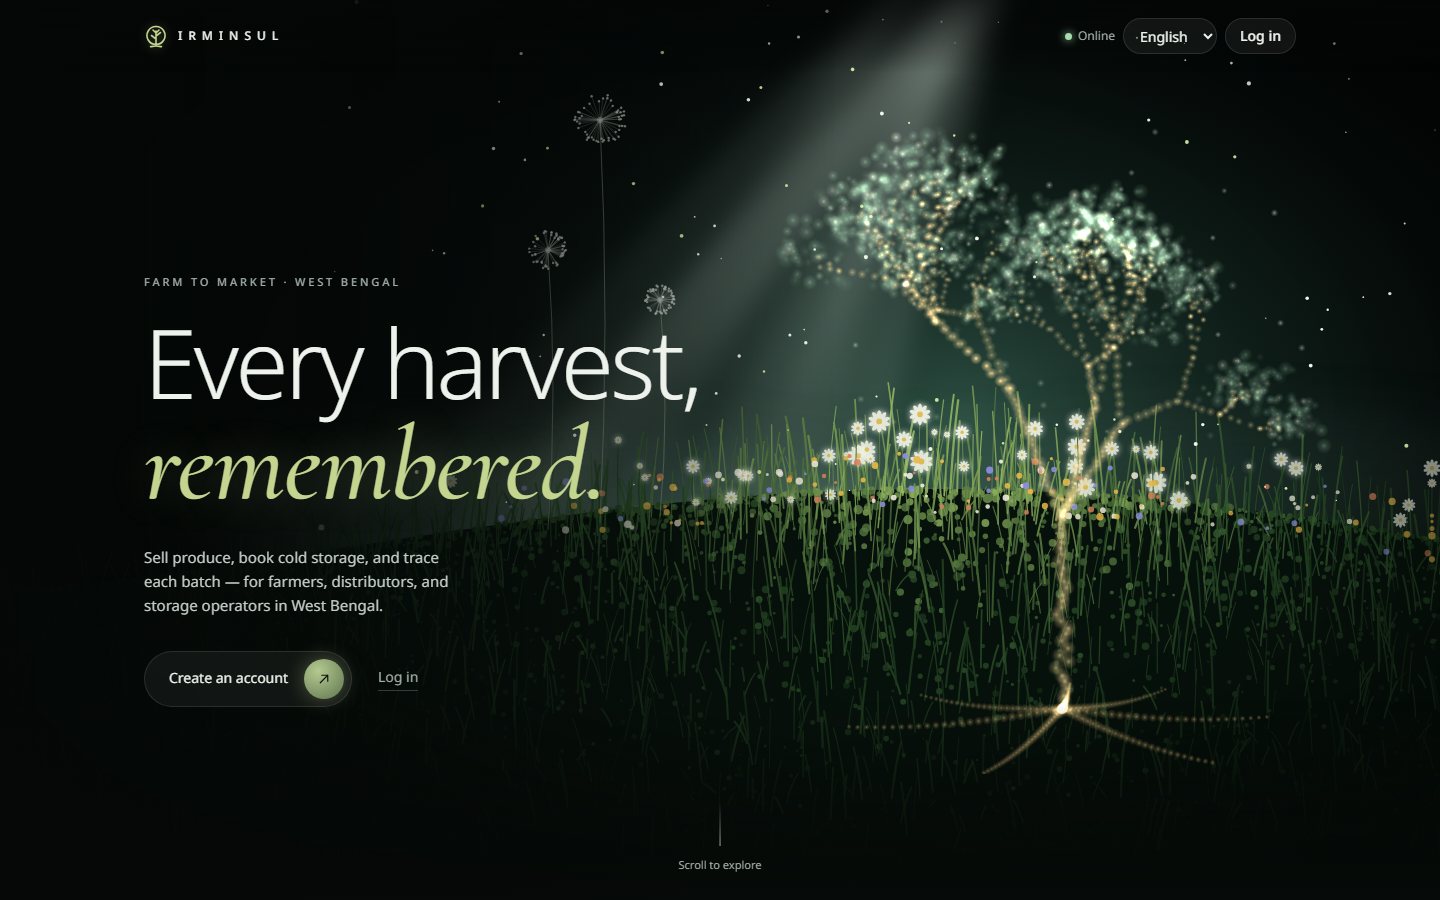 IRMINSUL
Online
English
Log in
FARM TO MARKET · WEST BENGAL
Every harvest,
remembered.
Sell produce, book cold storage, and trace
each batch — for farmers, distributors, and
storage operators in West Bengal.
Create an account
Log in
Scroll to explore